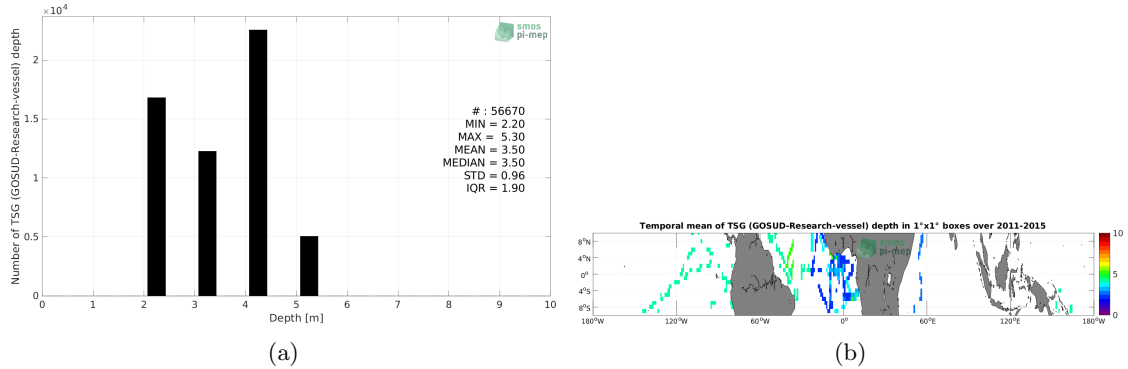 x10⁴
2
1.5
1
0.5
0
Number of TSG (GOSUD-Research-vessel) depth
0 1 2 3 4 5 6 7 8 9 10
Depth [m]
smos
pi-mep
# : 56670
MIN = 2.20
MAX = 5.30
MEAN = 3.50
MEDIAN = 3.50
STD = 0.96
IQR = 1.90
(a)
Temporal mean of TSG (GOSUD-Research-vessel) depth in 1°x1° boxes over 2011-2015
smos
pi-mep
8°N
4°N
0°
4°S
8°S
180°W 120°W 60°W 0° 60°E 120°E 180°W
10
5
0
(b)